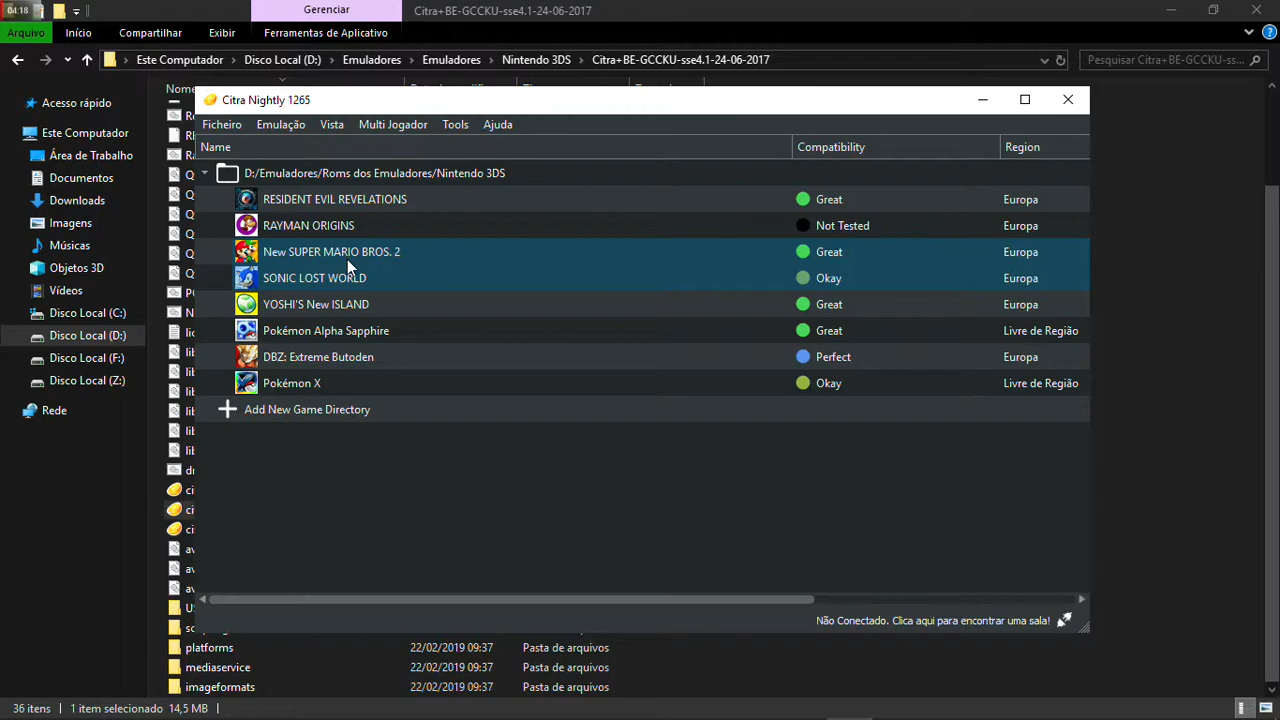 04:18
Gerenciar
Citra+BE-GCCKU-sse4.1-24-06-2017
Arquivo Início Compartilhar Exibir Ferramentas de Aplicativo
Este Computador Disco Local (D:) Emuladores Emuladores Nintendo 3DS Citra+BE-GCCKU-sse4.1-24-06-2017
Pesquisar Citra+BE-GCCKU-ss...
Acesso rápido
Este Computador
Área de Trabalho
Documentos
Downloads
Imagens
Músicas
Objetos 3D
Vídeos
Disco Local (C:)
Disco Local (D:)
Disco Local (F:)
Disco Local (Z:)
Rede
Citra Nightly 1265
Ficheiro Emulação Vista Multi Jogador Tools Ajuda
Name Compatibility Region
D:/Emuladores/Roms dos Emuladores/Nintendo 3DS
RESIDENT EVIL REVELATIONS Great Europa
RAYMAN ORIGINS Not Tested Europa
New SUPER MARIO BROS. 2 Great Europa
SONIC LOST WORLD Okay Europa
YOSHI'S New ISLAND Great Europa
Pokémon Alpha Sapphire Great Livre de Região
DBZ: Extreme Butoden Perfect Europa
Pokémon X Okay Livre de Região
Add New Game Directory
Não Conectado. Clica aqui para encontrar uma sala!
platforms 22/02/2019 09:37 Pasta de arquivos
mediaservice 22/02/2019 09:37 Pasta de arquivos
imageformats 22/02/2019 09:37 Pasta de arquivos
36 itens 1 item selecionado 14,5 MB